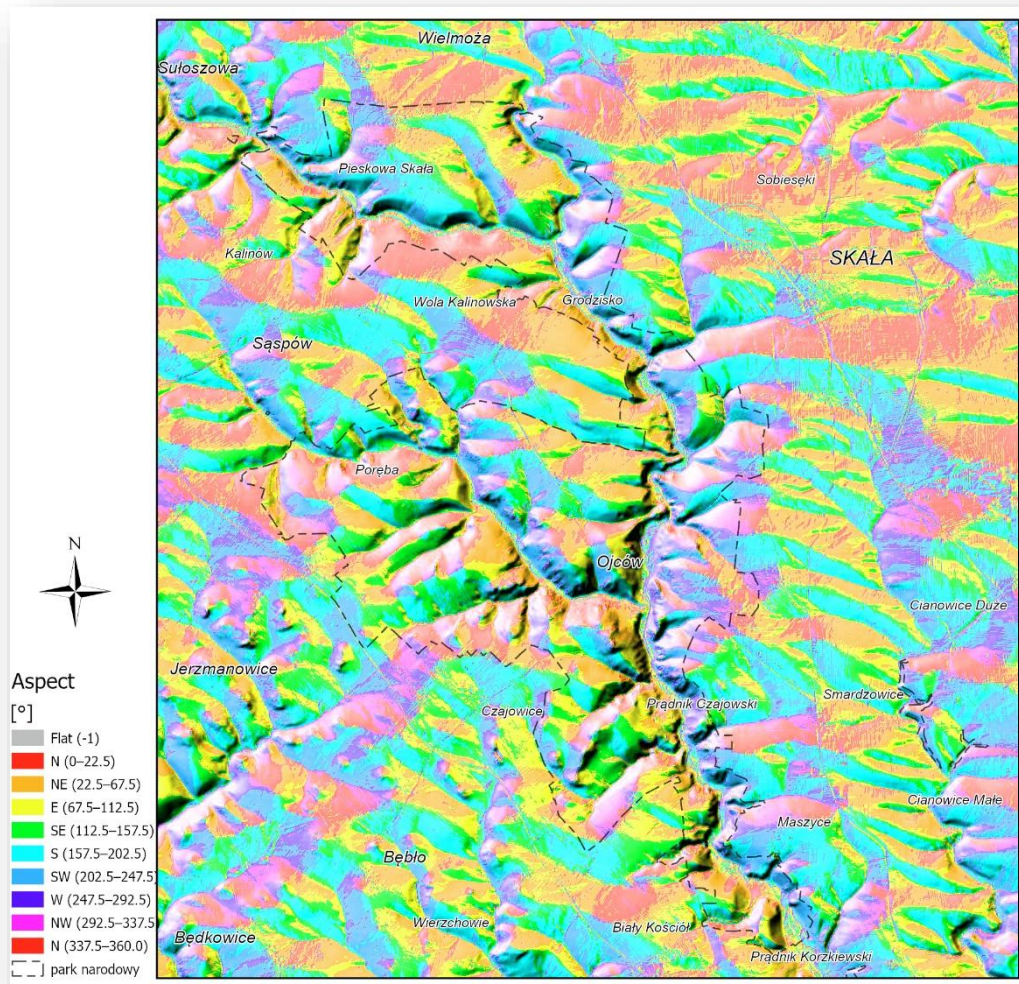 Wielmoża
Sułoszowa
Pieskowa Skała
Sobiesęki
Kalinów
SKAŁA
Wola Kalinowska
Grodzisko
Sąspów
Poręba
N
Ojców
Cianowice Duże
Jerzmanowice
Smardzowice
Czajowice
Prądnik Czajowski
Cianowice Małe
Maszyce
Bębło
Biały Kościół
Wierzchowie
Będkowice
Prądnik Korzkiewski
Aspect
[°]
Flat (-1)
N (0–22.5)
NE (22.5–67.5)
E (67.5–112.5)
SE (112.5–157.5)
S (157.5–202.5)
SW (202.5–247.5)
W (247.5–292.5)
NW (292.5–337.5)
N (337.5–360.0)
park narodowy